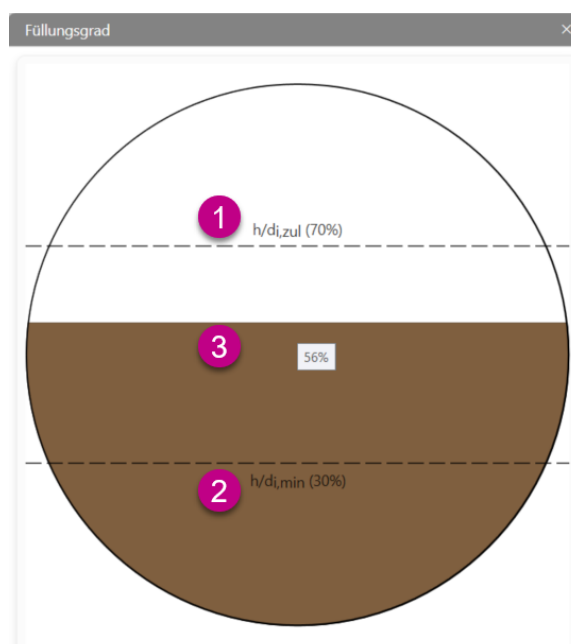 Füllungsgrad ×
1
h/di,zul (70%)
3
56%
h/di,min (30%)
2